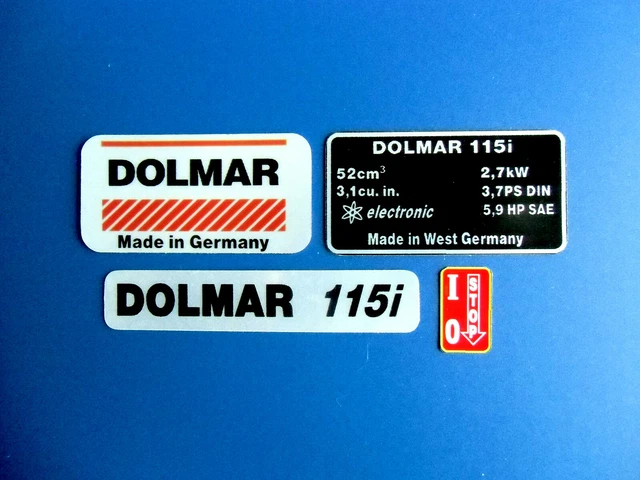 DOLMAR
Made in Germany
DOLMAR 115i
52cm³ 2,7kW
3,1cu. in. 3,7PS DIN
electronic 5,9 HP SAE
Made in West Germany
DOLMAR 115i
I
STOP
O